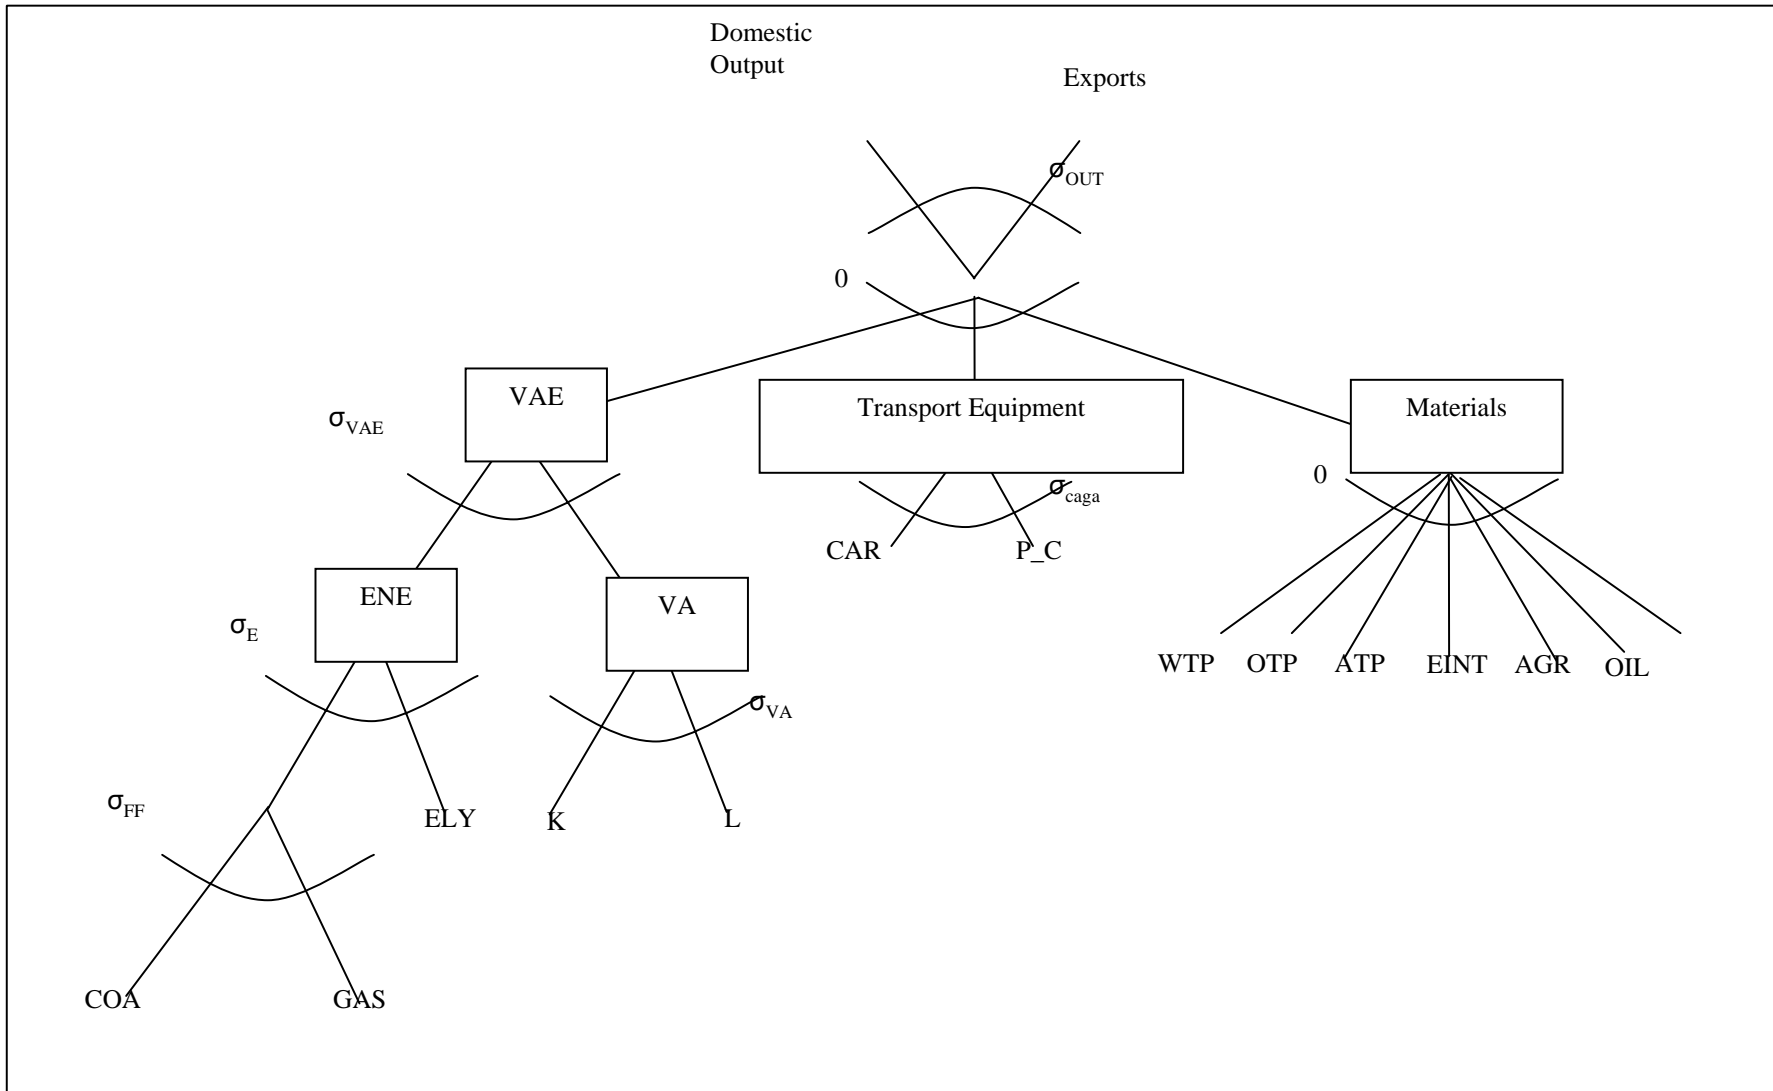 Domestic
Output
Exports
σOUT
0
VAE
Transport Equipment
Materials
σVAE
0
σcaga
CAR
P_C
ENE
VA
σE
WTP
OTP
ATP
EINT
AGR
OIL
σVA
σFF
ELY
K
L
COA
GAS